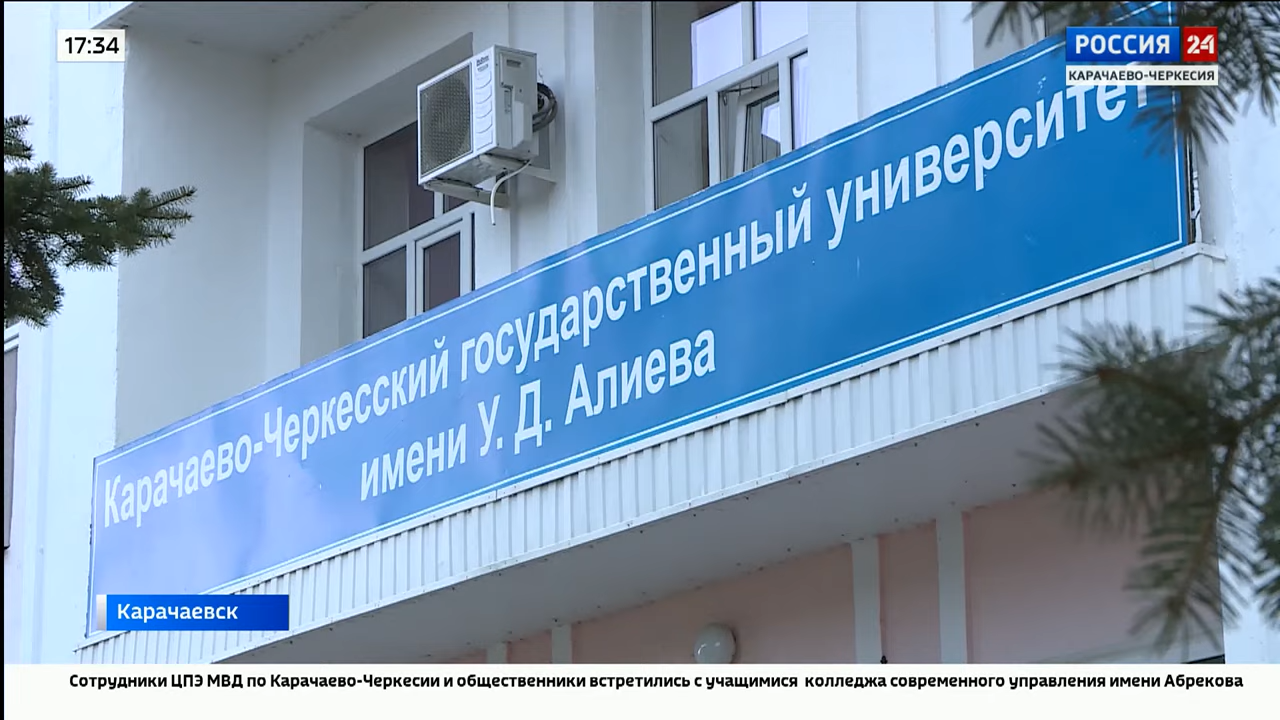 17:34
РОССИЯ 24
КАРАЧАЕВО-ЧЕРКЕСИЯ
Карачаево-Черкесский государственный университет
имени У. Д. Алиева
Карачаевск
Сотрудники ЦПЭ МВД по Карачаево-Черкесии и общественники встретились с учащимися колледжа современного управления имени Абрекова